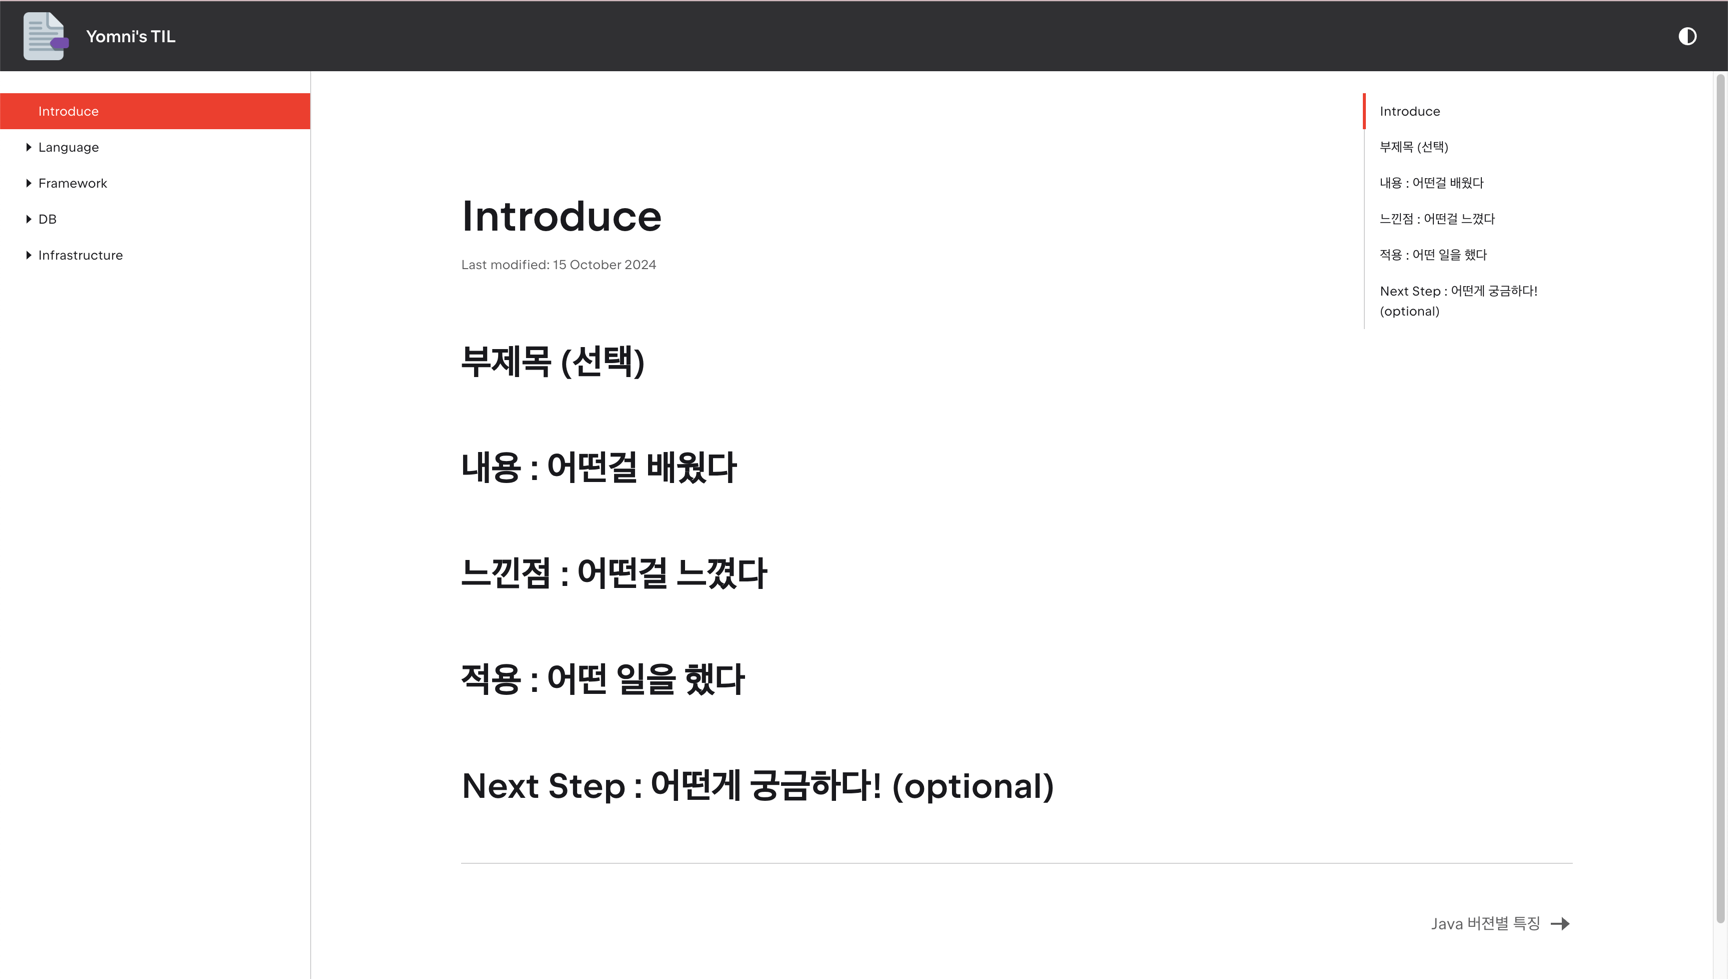 Yomni's TIL
Introduce
Language
Framework
DB
Infrastructure
Introduce
Last modified: 15 October 2024
부제목 (선택)
내용 : 어떤걸 배웠다
느낀점 : 어떤걸 느꼈다
적용 : 어떤 일을 했다
Next Step : 어떤게 궁금하다! (optional)
Java 버젼별 특징
Introduce
부제목 (선택)
내용 : 어떤걸 배웠다
느낀점 : 어떤걸 느꼈다
적용 : 어떤 일을 했다
Next Step : 어떤게 궁금하다!
(optional)